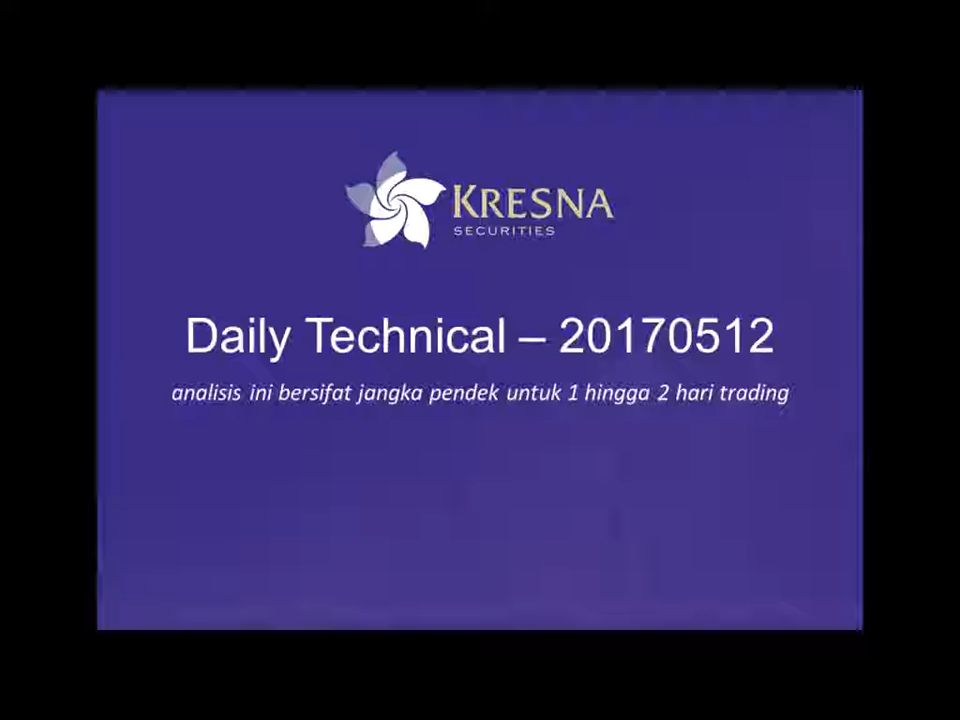 KRESNA
SECURITIES
Daily Technical – 20170512
analisis ini bersifat jangka pendek untuk 1 hingga 2 hari trading